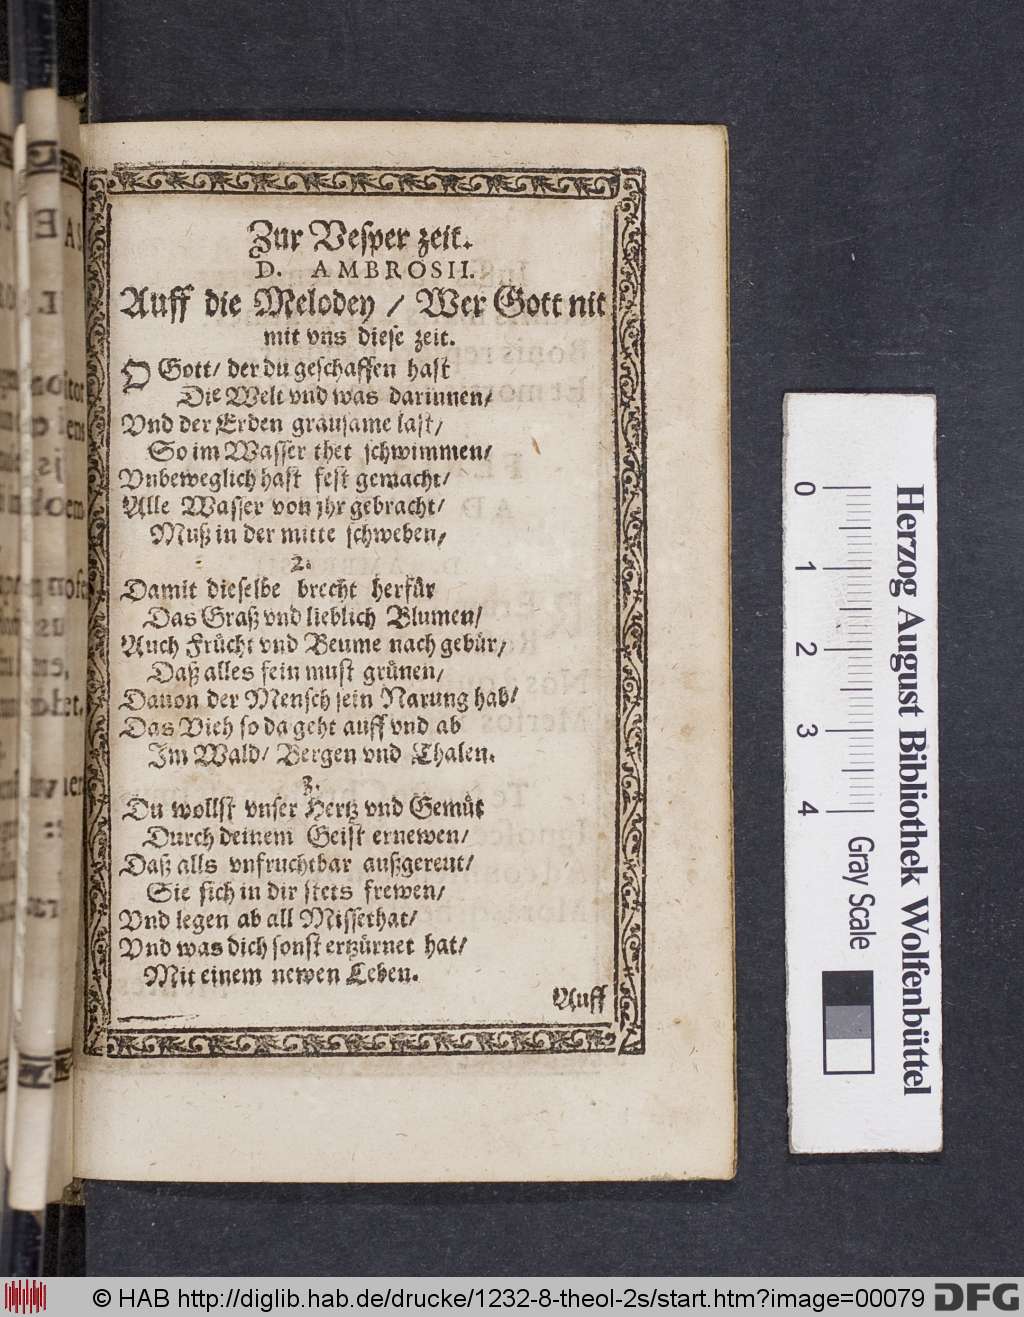 Zur Vesper zeit.
D. AMBROSII.
Auff die Melodey / Wer Gott nit
mit vns diese zeit.
O Gott/ der du geschaffen hast
Die Welt vnd was darinnen/
Vnd der Erden grausame last/
So im Wasser thet schwimmen/
Vnbeweglich hast fest gemacht/
Alle Wasser von jhr gebracht/
Muß in der mitte schweben/
2.
Damit dieselbe brecht herfür
Das Graß vnd lieblich Blumen/
Auch Frücht vnd Beume nach gebür/
Daß alles fein must grünen/
Dauon der Mensch sein Narung hab/
Das Vieh so da geht auff vnd ab
Im Wald/ Bergen vnd Thalen.
3.
Du wollst vnser Hertz vnd Gemüt
Durch deinem Geist ernewen/
Daß alls vnfruchtbar außgereut/
Sie sich in dir stets frewen/
Vnd legen ab all Missethat/
Vnd was dich sonst ertzürnet hat/
Mit einem newen Leben.
Auff
0
1
2
3
4
Gray Scale
Herzog August Bibliothek Wolfenbüttel
© HAB http://diglib.hab.de/drucke/1232-8-theol-2s/start.htm?image=00079
DFG